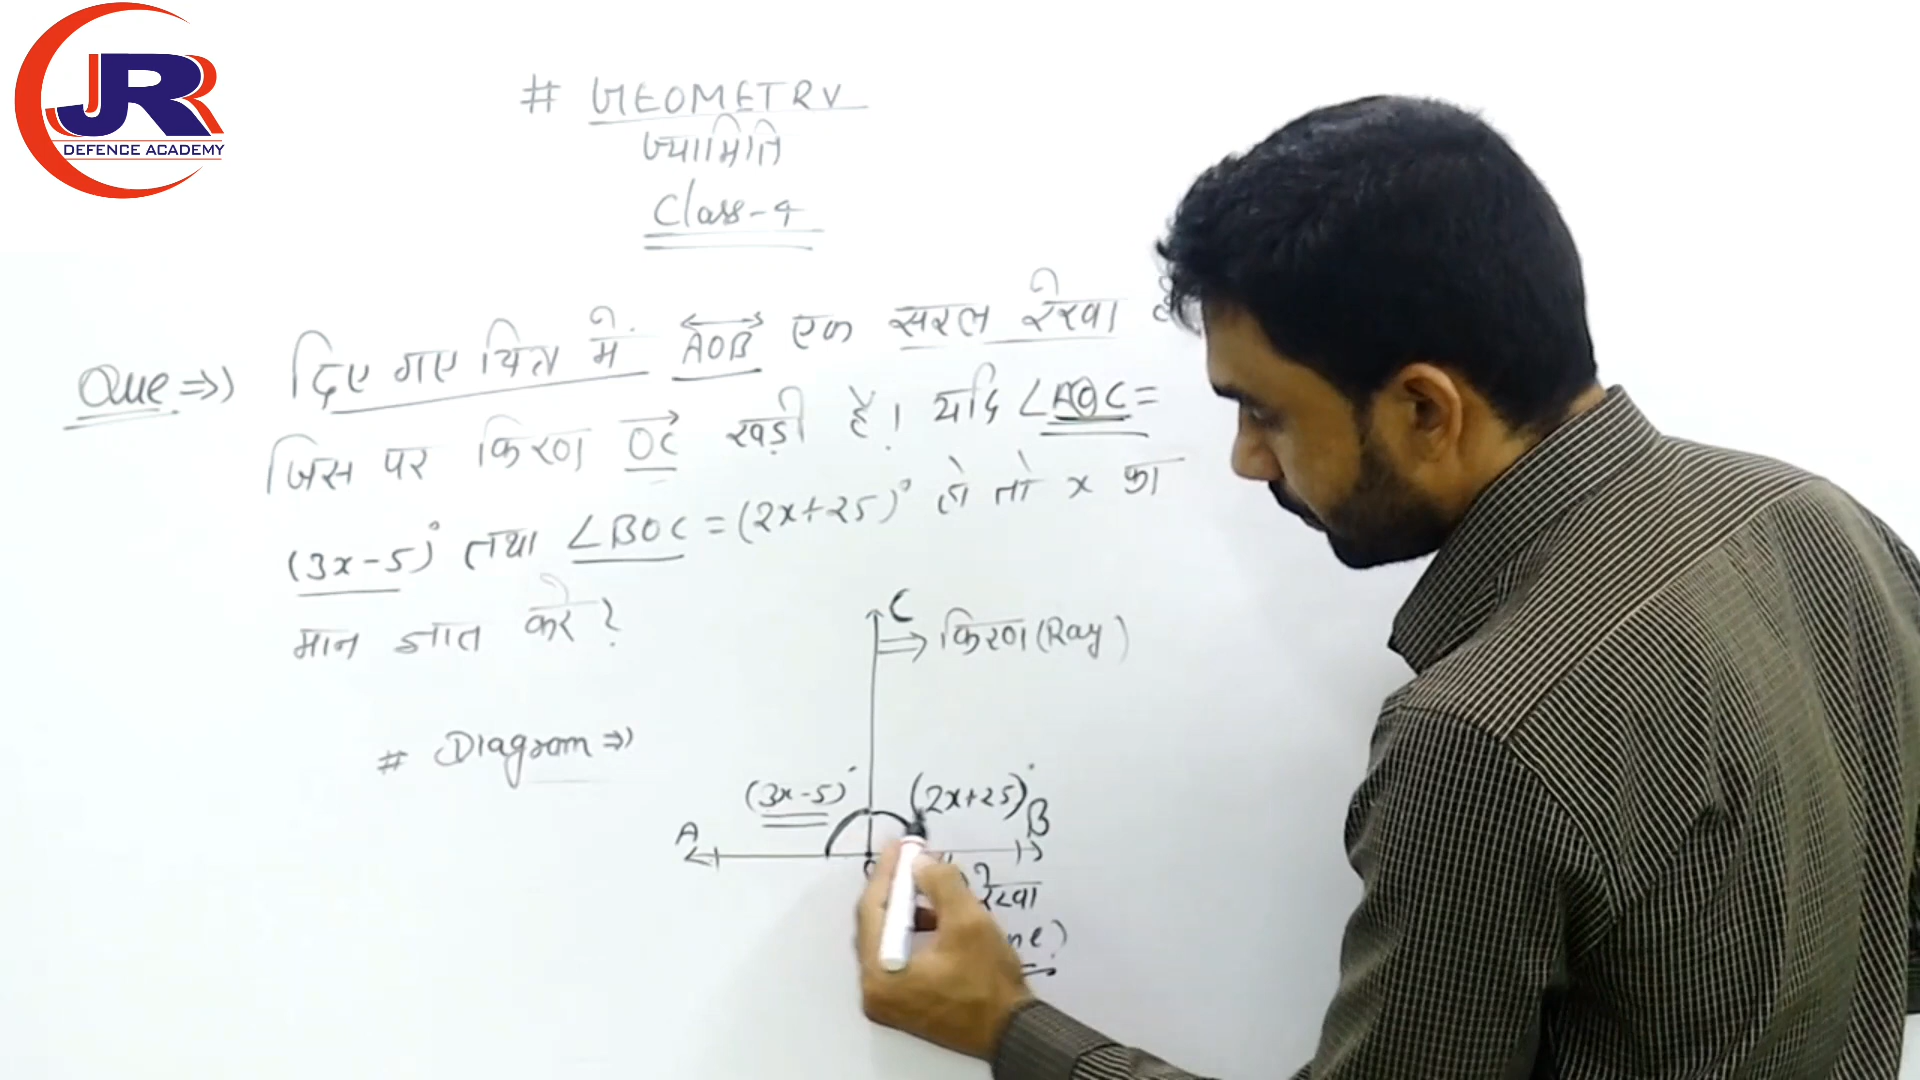 JRR
DEFENCE ACADEMY
# GEOMETRY
ज्यामिति
Class-4
Que ⇒) दिए गए चित्र में AOB एक सरल रेखा है
जिस पर किरण OC खड़ी है। यदि ∠AOC=
(3x-5)° तथा ∠BOC = (2x+25)° हो तो x का
मान ज्ञात करे?
C
किरण (Ray)
# Diagram ⇒)
(3x-5)° (2x+25)°
A B
रेखा